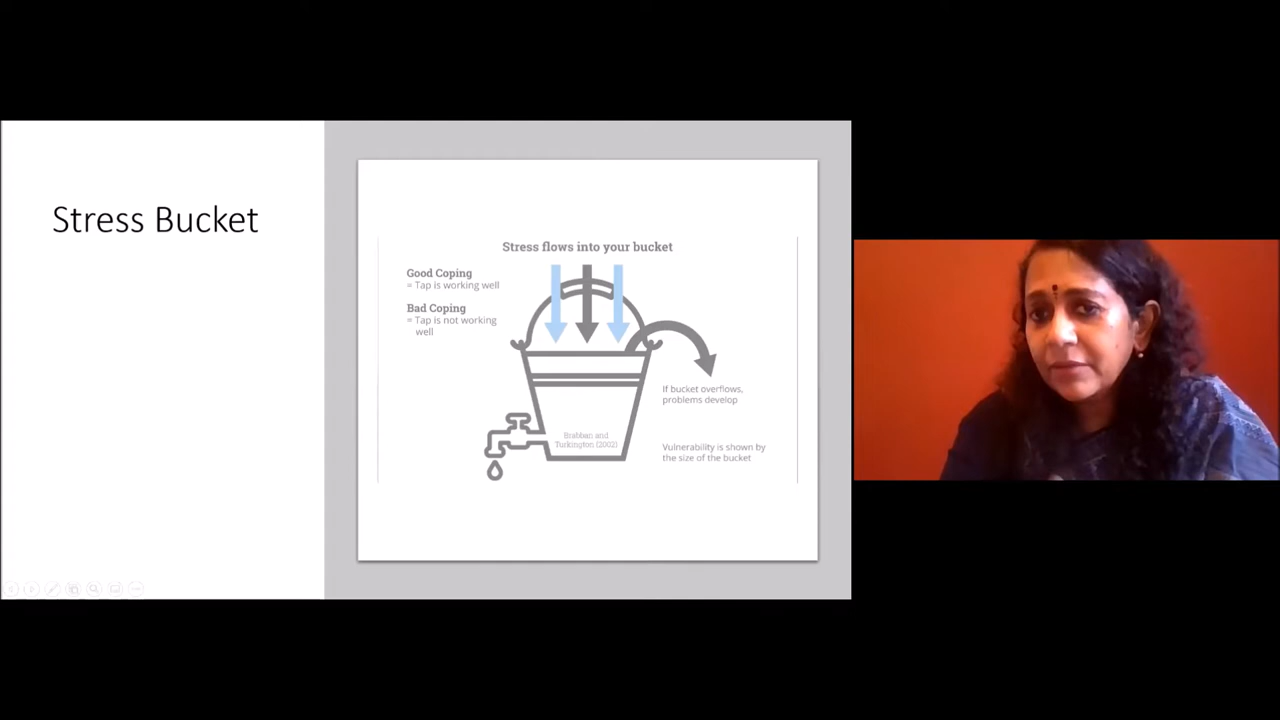 Stress Bucket
Stress flows into your bucket
Good Coping
= Tap is working well
Bad Coping
= Tap is not working
well
If bucket overflows,
problems develop
Brabban and
Turkington (2002)
Vulnerability is shown by
the size of the bucket